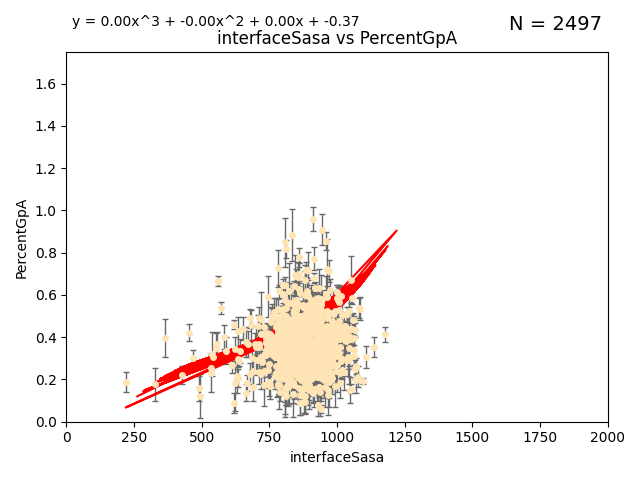 y = 0.00x^3 + -0.00x^2 + 0.00x + -0.37
N = 2497
interfaceSasa vs PercentGpA
PercentGpA
1.6
1.4
1.2
1.0
0.8
0.6
0.4
0.2
0.0
0 250 500 750 1000 1250 1500 1750 2000
interfaceSasa